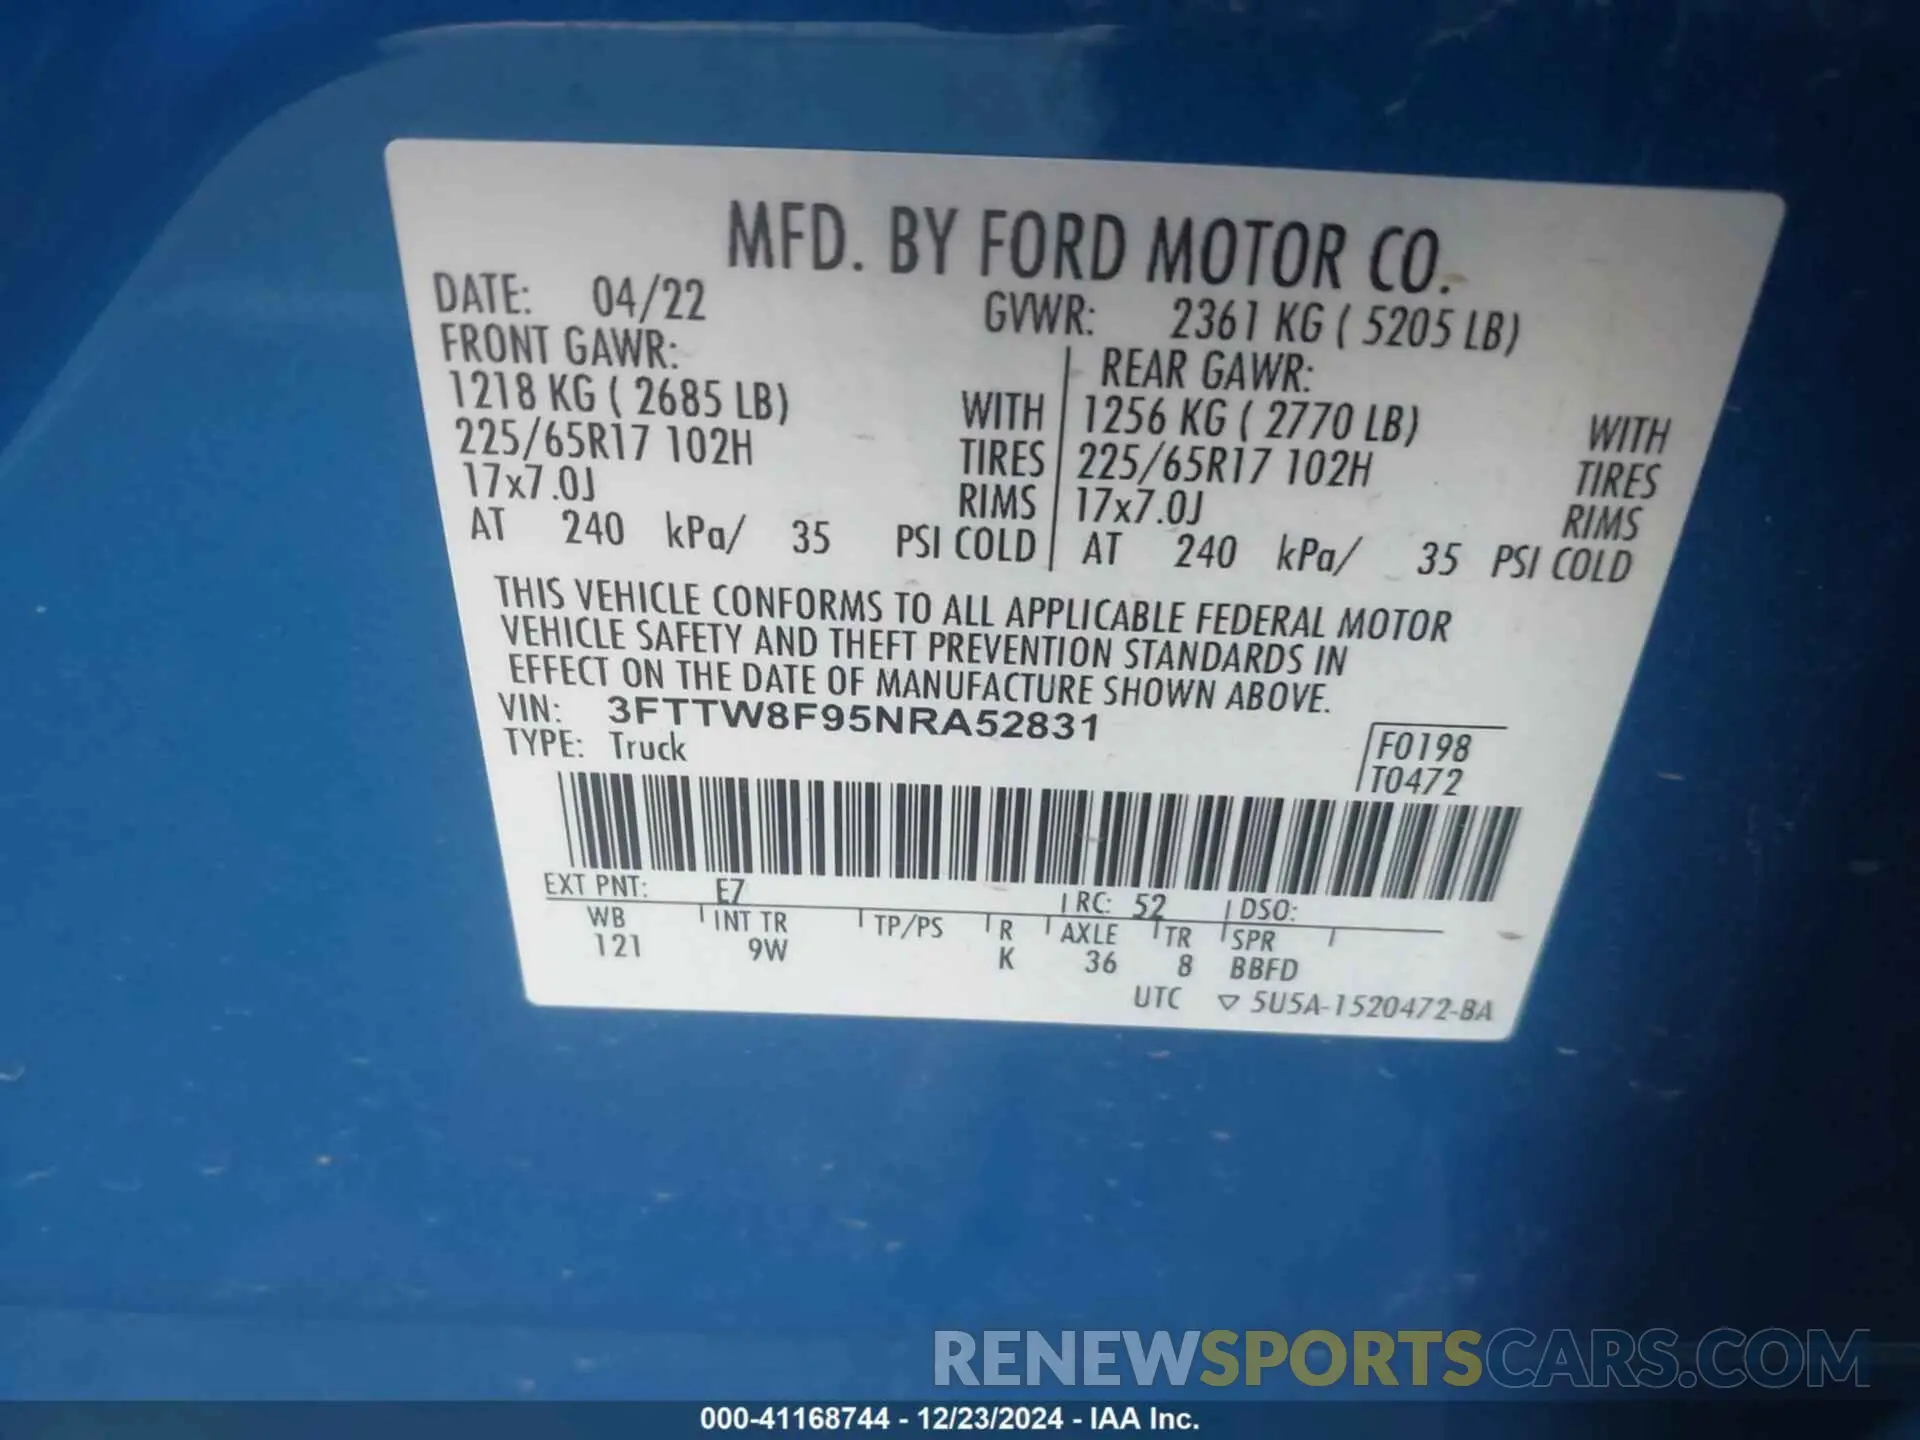 MFD. BY FORD MOTOR CO.
DATE: 04/22 GVWR: 2361 KG ( 5205 LB)
FRONT GAWR: REAR GAWR:
1218 KG ( 2685 LB) WITH 1256 KG ( 2770 LB) WITH
225/65R17 102H TIRES 225/65R17 102H TIRES
17x7.0J RIMS 17x7.0J RIMS
AT 240 kPa/ 35 PSI COLD AT 240 kPa/ 35 PSI COLD
THIS VEHICLE CONFORMS TO ALL APPLICABLE FEDERAL MOTOR
VEHICLE SAFETY AND THEFT PREVENTION STANDARDS IN
EFFECT ON THE DATE OF MANUFACTURE SHOWN ABOVE.
VIN: 3FTTW8F95NRA52831
TYPE: Truck F0198
T0472
EXT PNT: E7 RC: 52 DSO:
WB INT TR TP/PS R AXLE TR SPR
121 9W K 36 8 BBFD
UTC ▽ 5U5A-1520472-BA
RENEWSPORTSCARS.COM
000-41168744 - 12/23/2024 - IAA Inc.